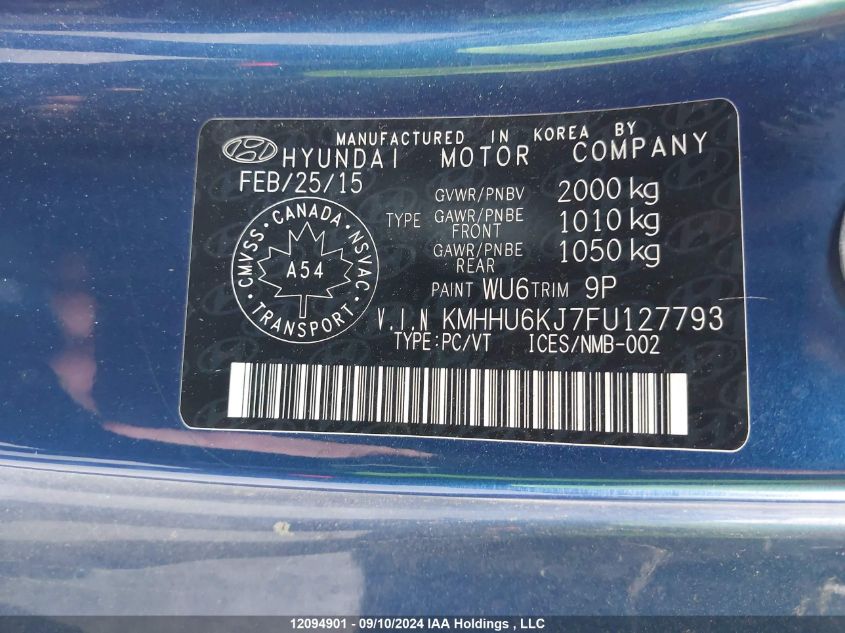 MANUFACTURED IN KOREA BY
HYUNDAI MOTOR COMPANY
FEB/25/15
GVWR/PNBV 2000 kg
TYPE GAWR/PNBE FRONT 1010 kg
GAWR/PNBE REAR 1050 kg
PAINT WU6 TRIM 9P
CMVSS · CANADA · NSVAC
A54
· TRANSPORT ·
V.I.N KMHHU6KJ7FU127793
TYPE:PC/VT ICES/NMB-002
12094901 - 09/10/2024 IAA Holdings , LLC